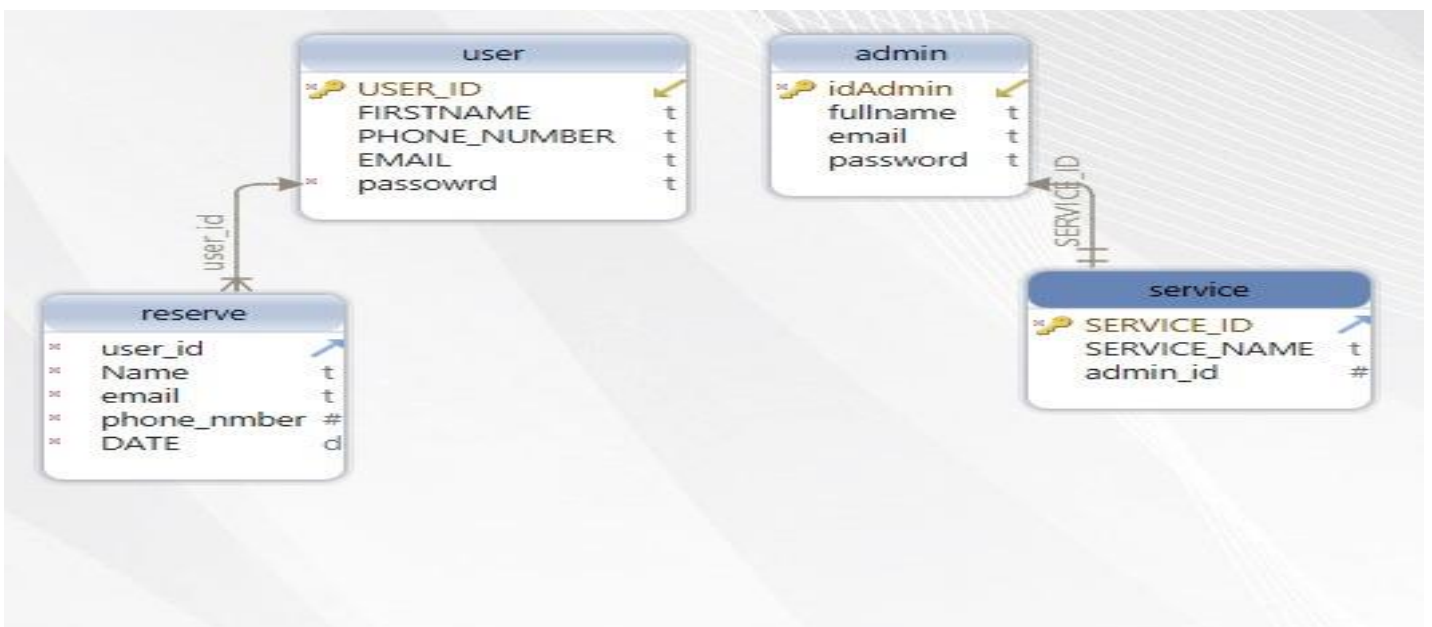 user
USER_ID
FIRSTNAME t
PHONE_NUMBER t
EMAIL t
passowrd t
admin
idAdmin
fullname t
email t
password t
user_id
SERVICE_ID
reserve
user_id
Name t
email t
phone_nmber #
DATE d
service
SERVICE_ID
SERVICE_NAME t
admin_id #